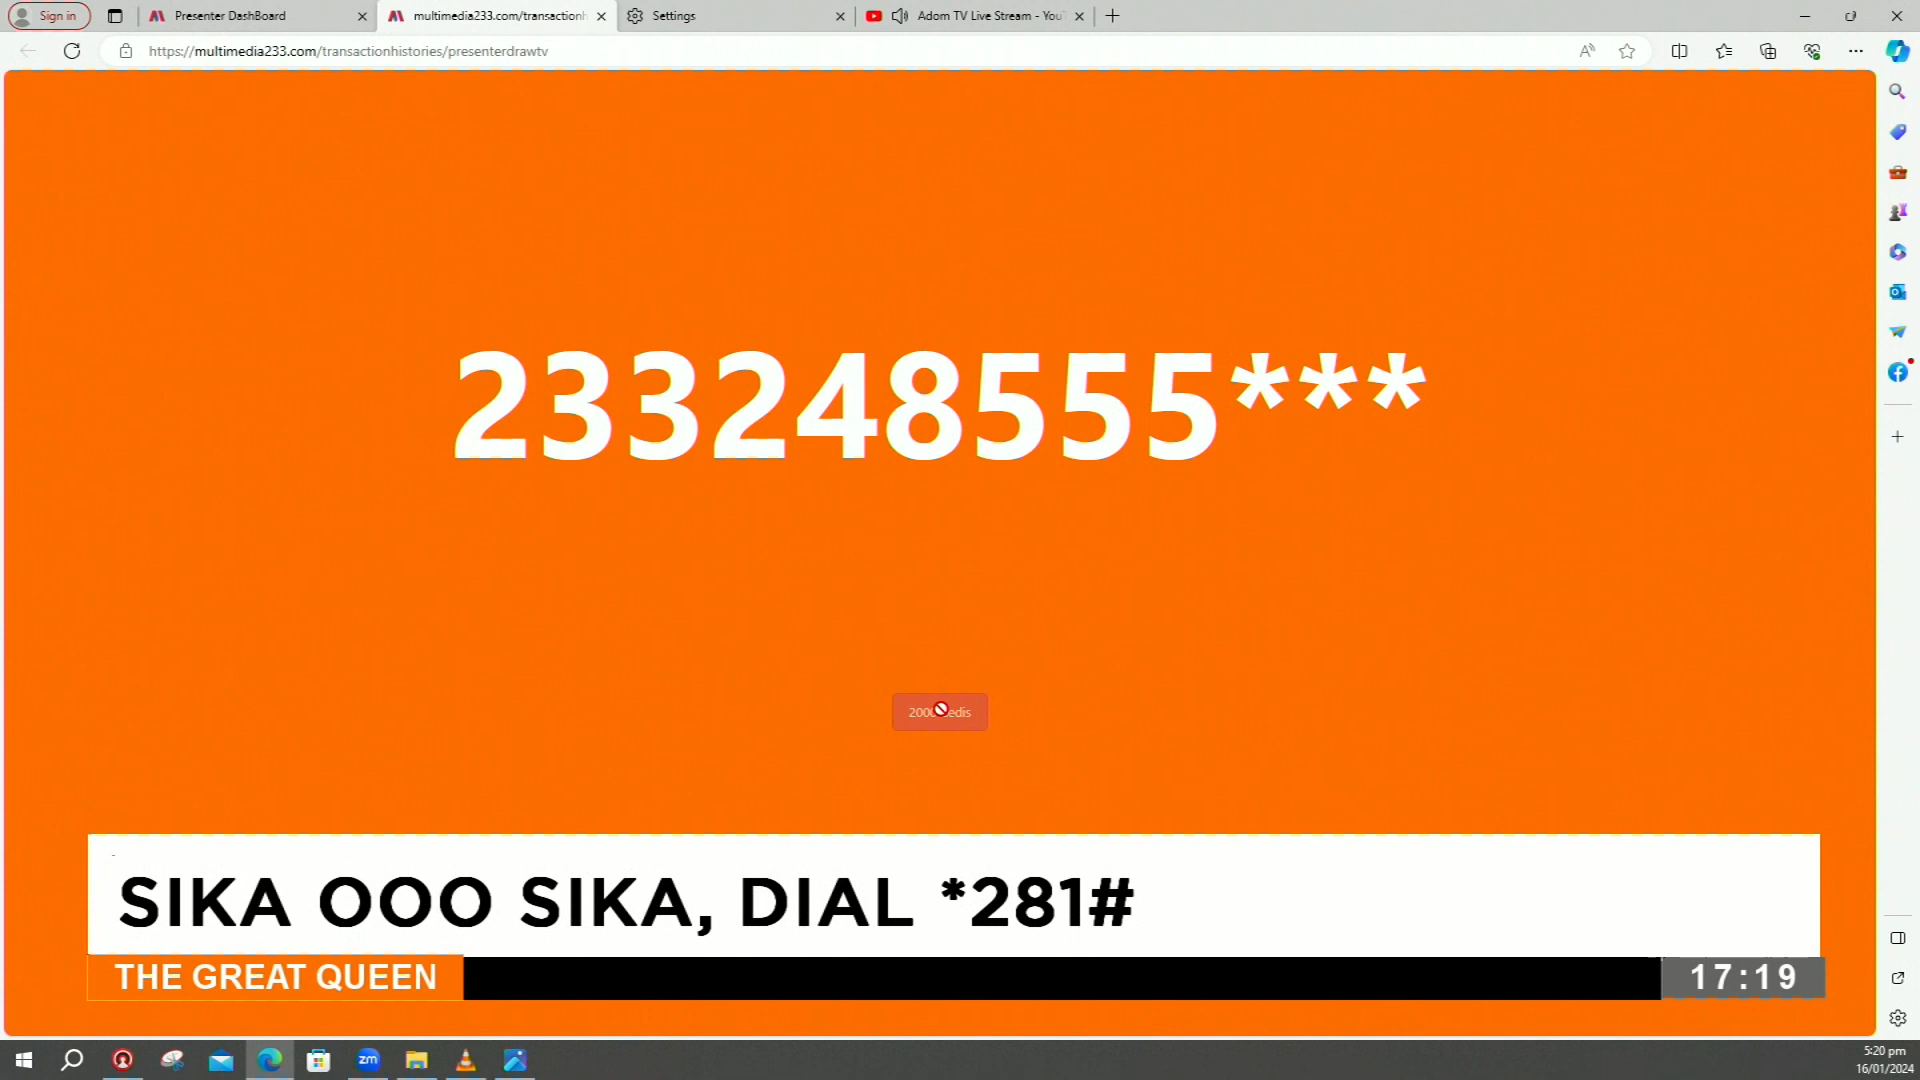 Sign in
Presenter DashBoard
multimedia233.com/transactionh
Settings
Adom TV Live Stream - You
https://multimedia233.com/transactionhistories/presenterdrawtv
233248555***
SIKA OOO SIKA, DIAL *281#
THE GREAT QUEEN
17:19
5:20 pm
16/01/2024